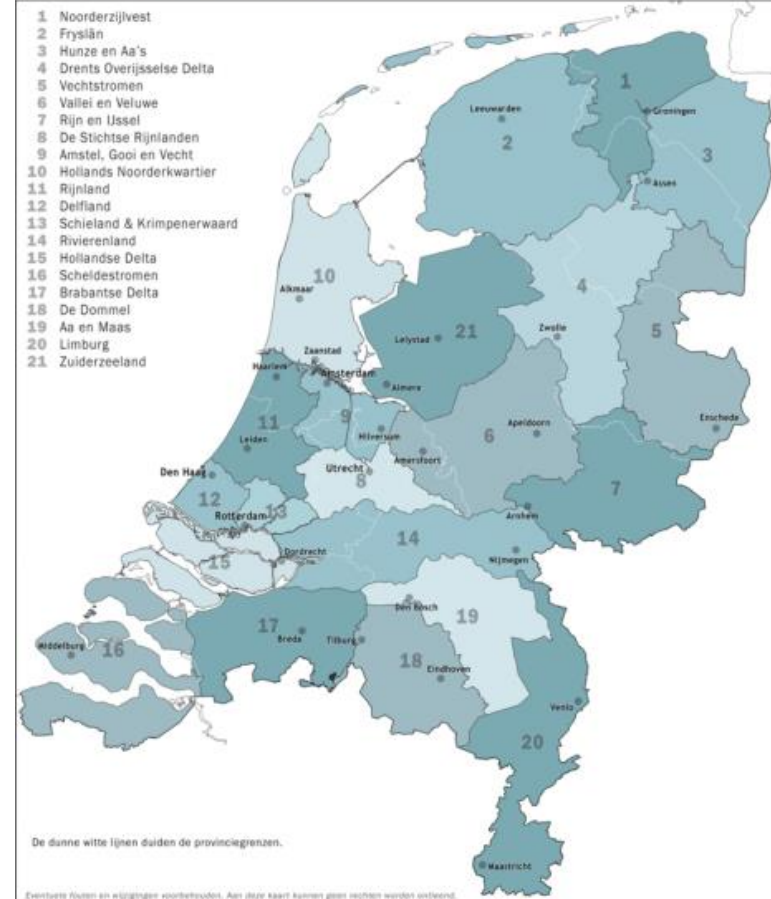 1 Noorderzijlvest
2 Fryslân
3 Hunze en Aa's
4 Drents Overijsselse Delta
5 Vechtstromen
6 Vallei en Veluwe
7 Rijn en IJssel
8 De Stichtse Rijnlanden
9 Amstel, Gooi en Vecht
10 Hollands Noorderkwartier
11 Rijnland
12 Delfland
13 Schieland & Krimpenerwaard
14 Rivierenland
15 Hollandse Delta
16 Scheldestromen
17 Brabantse Delta
18 De Dommel
19 Aa en Maas
20 Limburg
21 Zuiderzeeland
1
Groningen
Leeuwarden
2
3
Assen
10
Alkmaar
4
Zwolle
5
Lelystad
21
Zaanstad
Haarlem
Amsterdam
Almere
9
Hilversum
11
Leiden
6
Apeldoorn
Enschede
Amersfoort
Utrecht
8
Den Haag
12
7
Rotterdam
13
Arnhem
14
Dordrecht
15
Nijmegen
Den Bosch
19
17
Breda
Tilburg
Middelburg
16
18
Eindhoven
Venlo
20
De dunne witte lijnen duiden de provinciegrenzen.
Maastricht
Eventuele fouten en wijzigingen voorbehouden. Aan deze kaart kunnen geen rechten worden ontleend.